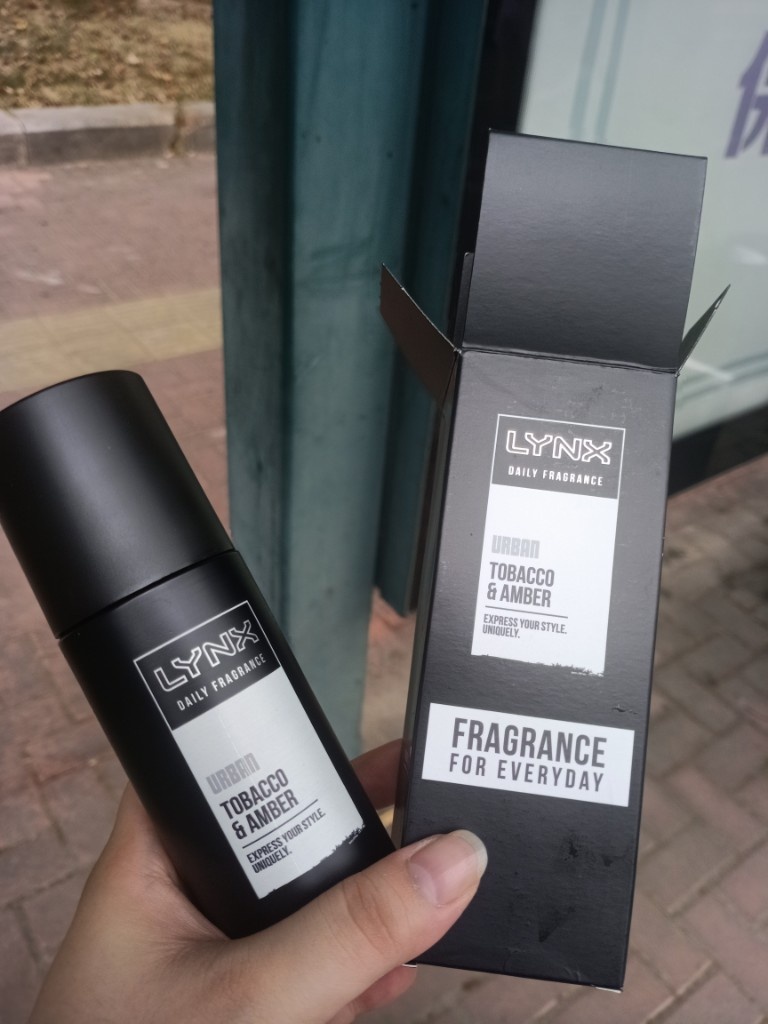 LYNX
DAILY FRAGRANCE
URBAN
TOBACCO
& AMBER
EXPRESS YOUR STYLE.
UNIQUELY.
LYNX
DAILY FRAGRANCE
URBAN
TOBACCO
& AMBER
EXPRESS YOUR STYLE.
UNIQUELY.
FRAGRANCE
FOR EVERYDAY